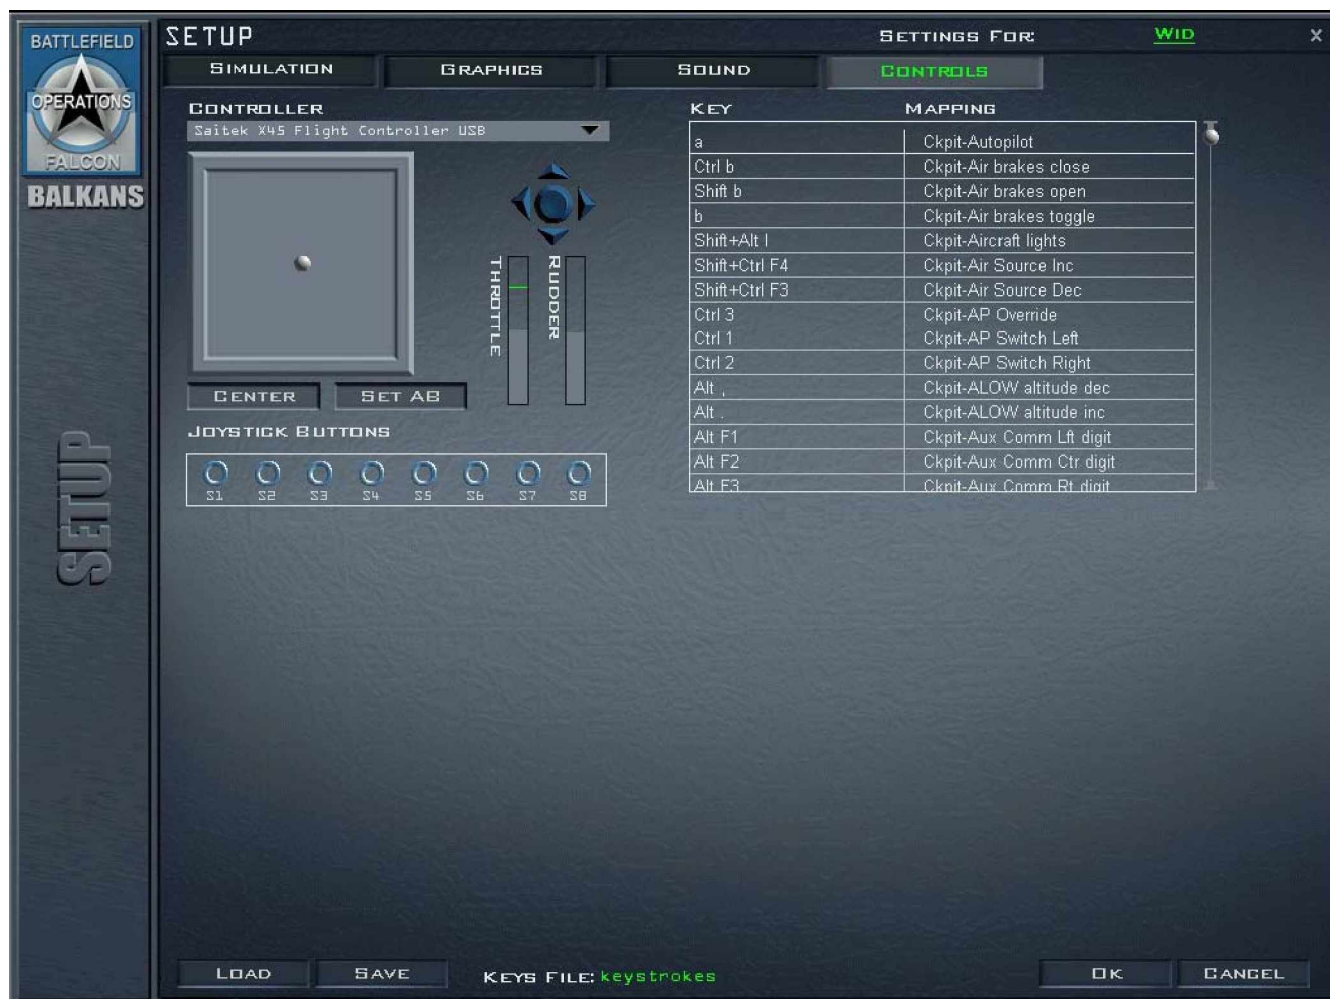 BATTLEFIELD
OPERATIONS
FALCON
BALKANS
SETUP
SETUP
SETTINGS FOR:
WID
X
SIMULATION
GRAPHICS
SOUND
CONTROLS
CONTROLLER
Saitek X45 Flight Controller USB
THROTTLE
RUDDER
CENTER
SET AB
JOYSTICK BUTTONS
S1 S2 S3 S4 S5 S6 S7 S8
KEY MAPPING
a Ckpit-Autopilot
Ctrl b Ckpit-Air brakes close
Shift b Ckpit-Air brakes open
b Ckpit-Air brakes toggle
Shift+Alt l Ckpit-Aircraft lights
Shift+Ctrl F4 Ckpit-Air Source Inc
Shift+Ctrl F3 Ckpit-Air Source Dec
Ctrl 3 Ckpit-AP Override
Ctrl 1 Ckpit-AP Switch Left
Ctrl 2 Ckpit-AP Switch Right
Alt , Ckpit-ALOW altitude dec
Alt . Ckpit-ALOW altitude inc
Alt F1 Ckpit-Aux Comm Lft digit
Alt F2 Ckpit-Aux Comm Ctr digit
Alt F3 Ckpit-Aux Comm Rt digit
LOAD
SAVE
KEYS FILE: keystrokes
OK
CANCEL